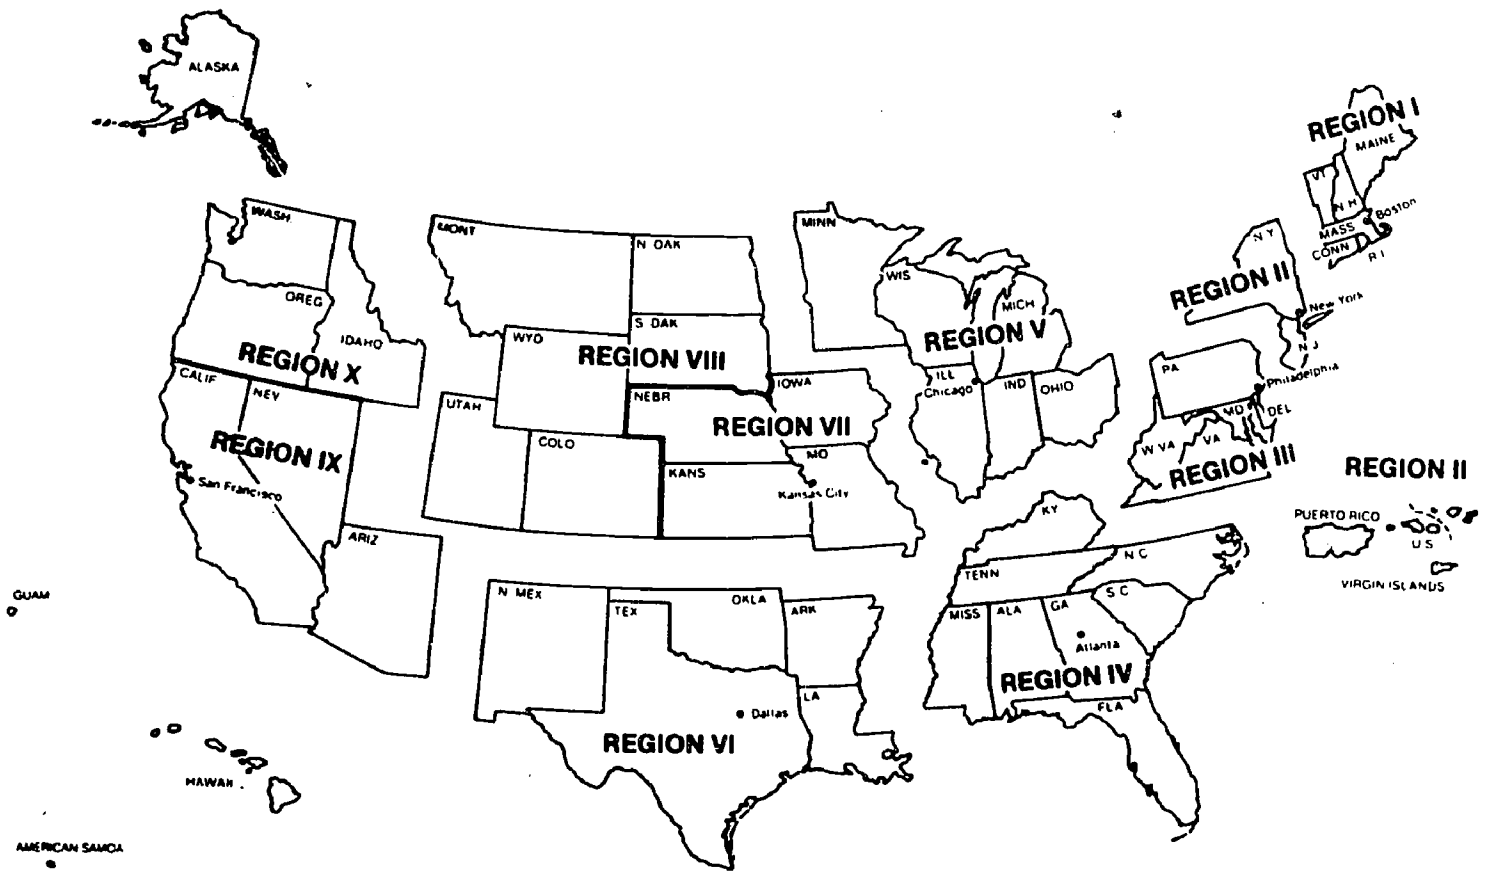 ALASKA
REGION I
MAINE
VT
N H
Boston
MASS
CONN
R I
WASH
OREG
IDAHO
REGION X
MONT
N DAK
S DAK
WYO
REGION VIII
UTAH
COLO
MINN
WIS
MICH
REGION V
ILL
Chicago
IND
OHIO
N Y
REGION II
New York
N J
PA
Philadelphia
MD
DEL
W VA
VA
REGION III
CALIF
NEV
REGION IX
San Francisco
ARIZ
NEBR
IOWA
REGION VII
KANS
MO
Kansas City
REGION II
PUERTO RICO
U S
VIRGIN ISLANDS
KY
TENN
N C
S C
MISS
ALA
GA
Atlanta
REGION IV
FLA
N MEX
TEX
OKLA
ARK
LA
Dallas
REGION VI
GUAM
HAWAII
AMERICAN SAMOA